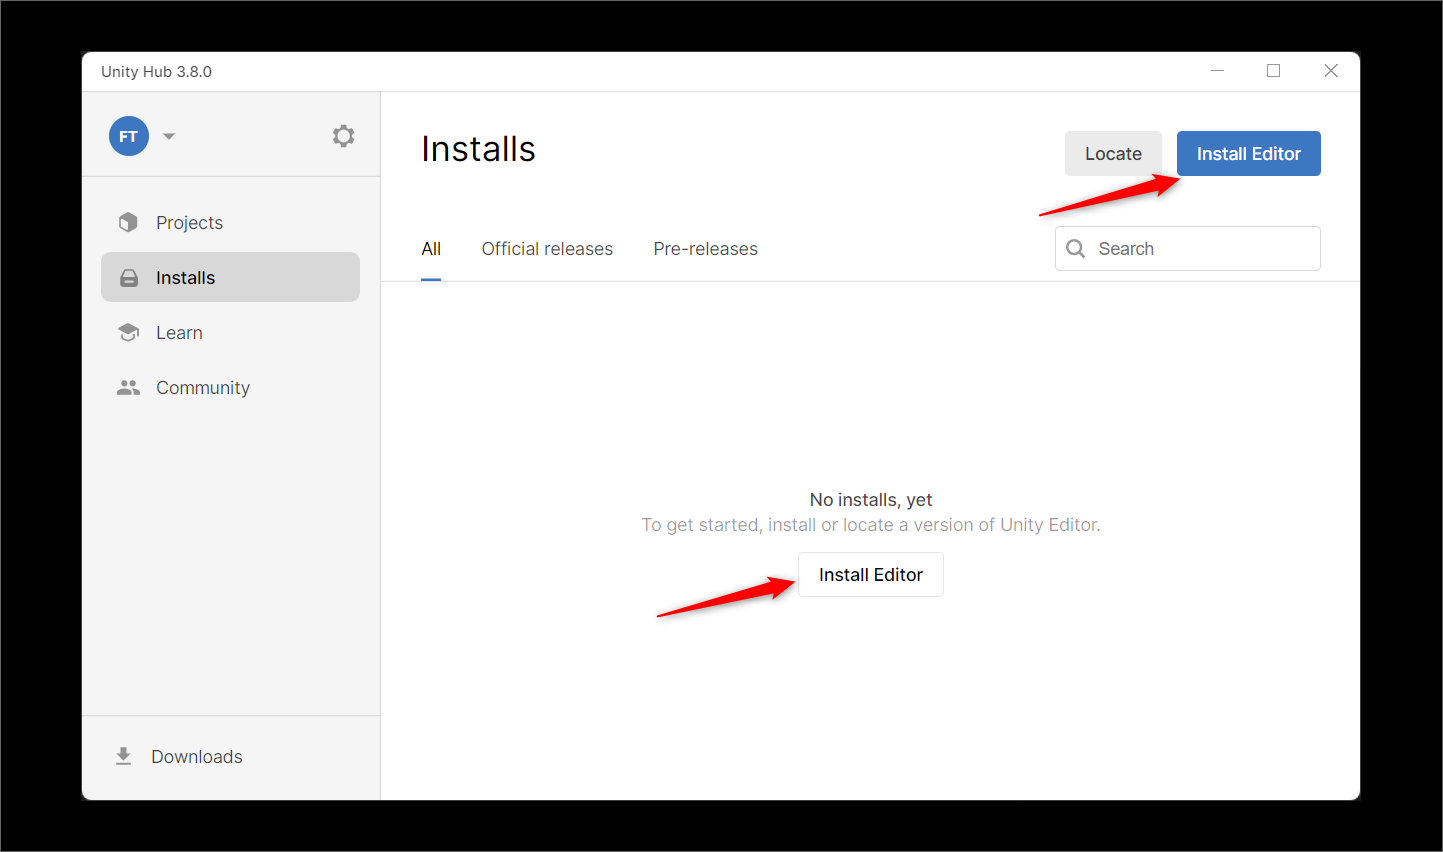 Unity Hub 3.8.0
FT
Projects
Installs
Learn
Community
Downloads
Installs
Locate
Install Editor
All
Official releases
Pre-releases
Search
No installs, yet
To get started, install or locate a version of Unity Editor.
Install Editor